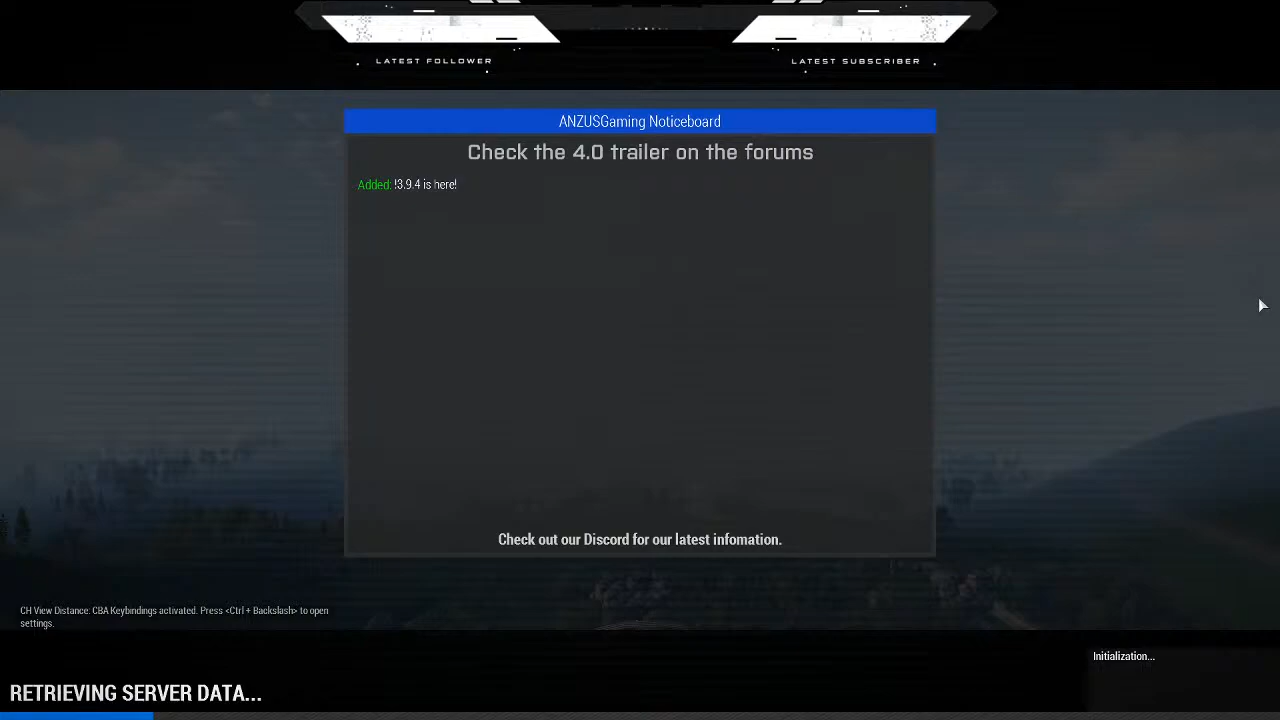 LATEST FOLLOWER
LATEST SUBSCRIBER
ANZUSGaming Noticeboard
Check the 4.0 trailer on the forums
Added: !3.9.4 is here!
Check out our Discord for our latest infomation.
CH View Distance: CBA Keybindings activated. Press <Ctrl + Backslash> to open
settings.
Initialization...
RETRIEVING SERVER DATA...